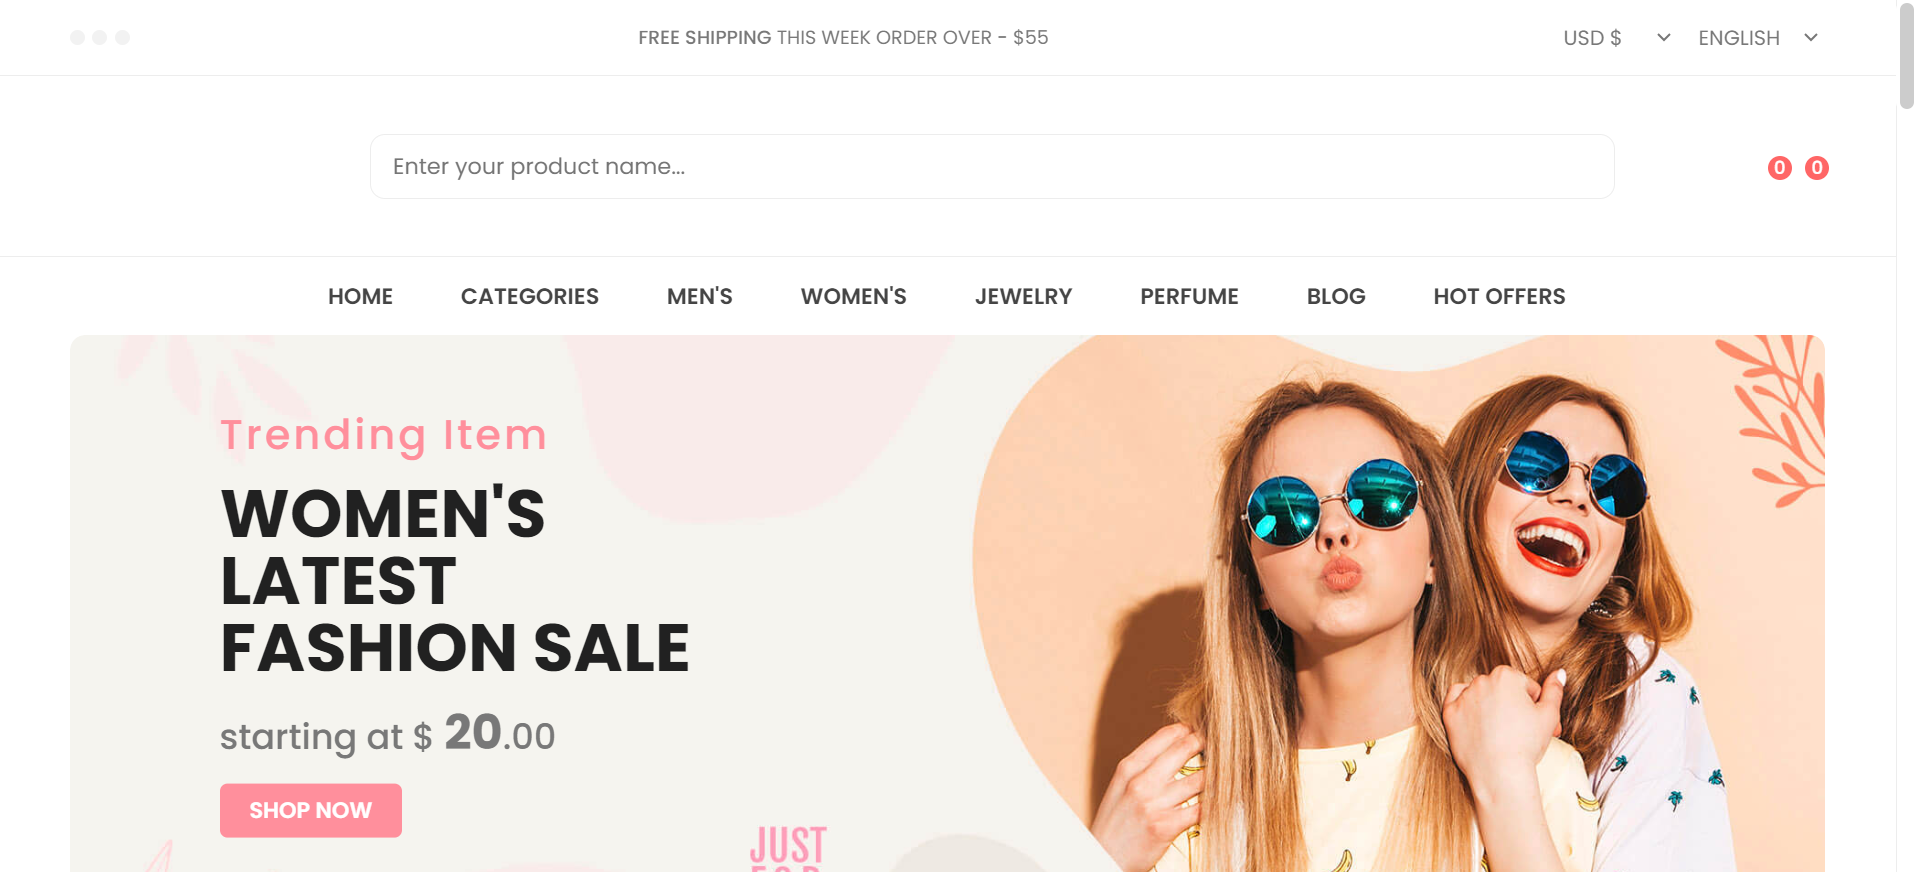 FREE SHIPPING THIS WEEK ORDER OVER - $55
USD $
ENGLISH
Enter your product name...
0
0
HOME
CATEGORIES
MEN'S
WOMEN'S
JEWELRY
PERFUME
BLOG
HOT OFFERS
Trending Item
WOMEN'S
LATEST
FASHION SALE
starting at $ 20.00
SHOP NOW
JUST